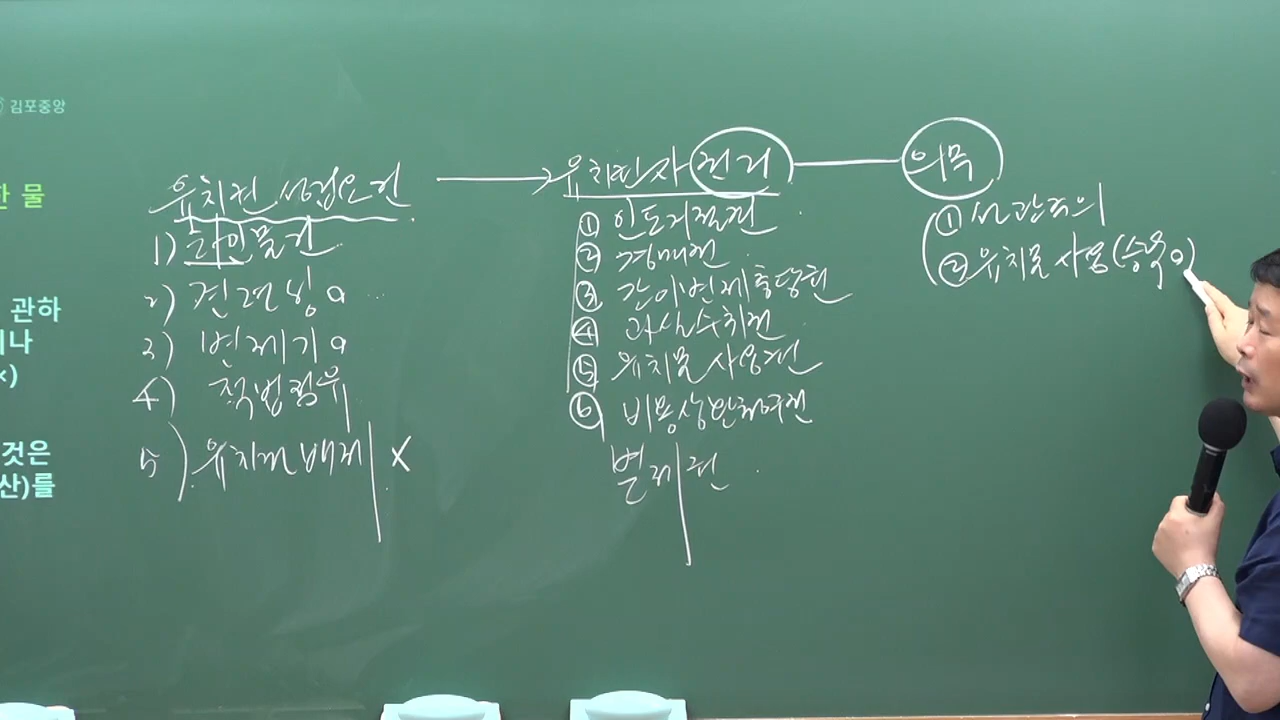 김포중앙
한 물
관하
이나
×)
것은
산)를
유치권 성립요건
1) 타인물건
2) 견련성 ㅇ
3) 변제기 ㅇ
4) 적법점유
5) 유치권배제 X
유치권자 권리
① 인도거절권
② 경매권
③ 간이변제충당권
④ 과실수취권
⑤ 유치물사용권
⑥ 비용상환청구권
별제권
의무
① 선관주의
② 유치물 사용(승낙 ㅇ)